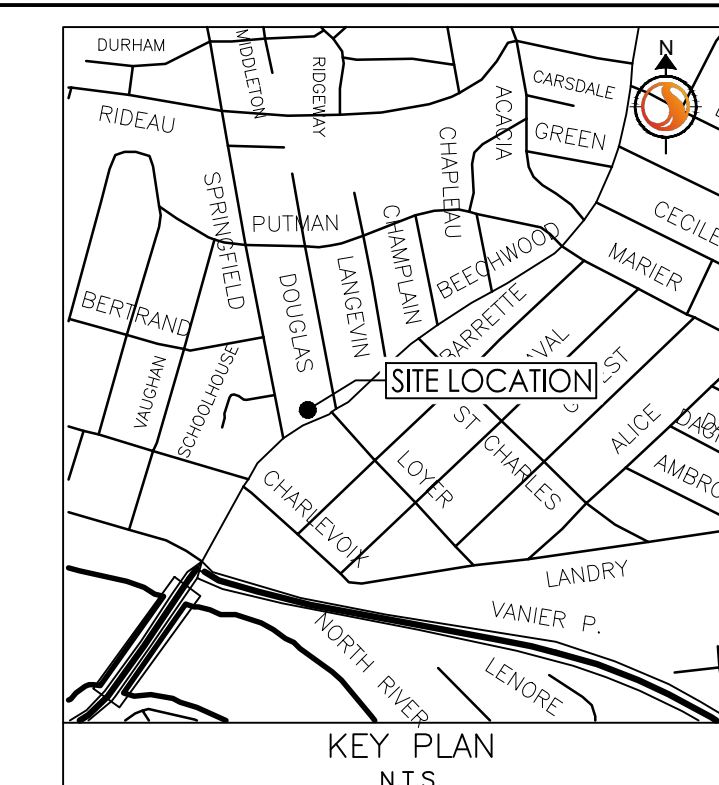 DURHAM
MIDDLETON
RIDGEWAY
N
CARSDALE
RIDEAU
ACACIA
GREEN
CHAPLEAU
SPRINGFIELD
PUTMAN
CHAMPLAIN
CECILE
BEECHWOOD
MARIER
DOUGLAS
LANGEVIN
BERTRAND
BARRETTE
VAUGHAN
SCHOOLHOUSE
SITE LOCATION
ST CHARLES
ALICE
LOYER
CHARLEVOIX
LANDRY
VANIER P.
NORTH RIVER
LENORE
KEY PLAN
N.T.S.